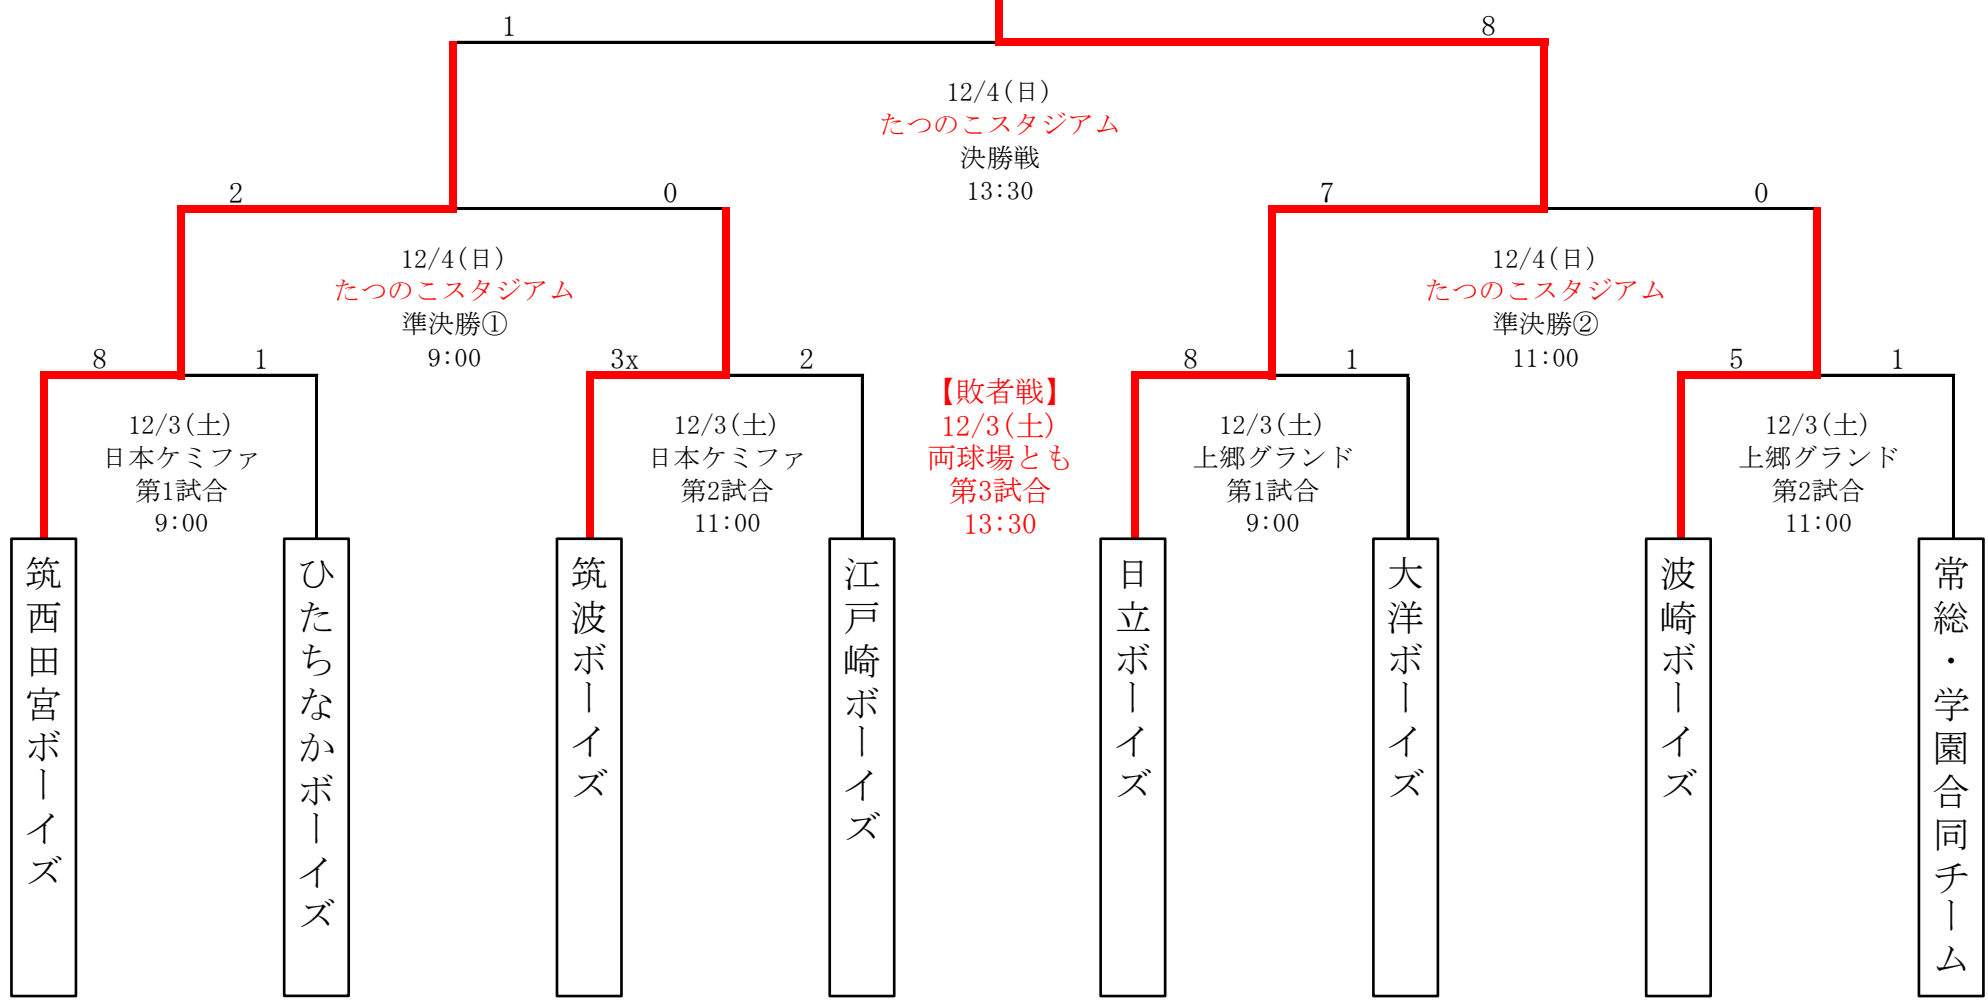 1
8
12/4(日)
たつのこスタジアム
決勝戦
13:30
2
0
7
0
12/4(日)
たつのこスタジアム
準決勝①
9:00
12/4(日)
たつのこスタジアム
準決勝②
11:00
8
1
3x
2
8
1
5
1
12/3(土)
日本ケミファ
第1試合
9:00
12/3(土)
日本ケミファ
第2試合
11:00
【敗者戦】
12/3(土)
両球場とも
第3試合
13:30
12/3(土)
上郷グランド
第1試合
9:00
12/3(土)
上郷グランド
第2試合
11:00
筑西田宮ボーイズ
ひたちなかボーイズ
筑波ボーイズ
江戸崎ボーイズ
日立ボーイズ
大洋ボーイズ
波崎ボーイズ
常総・学園合同チーム